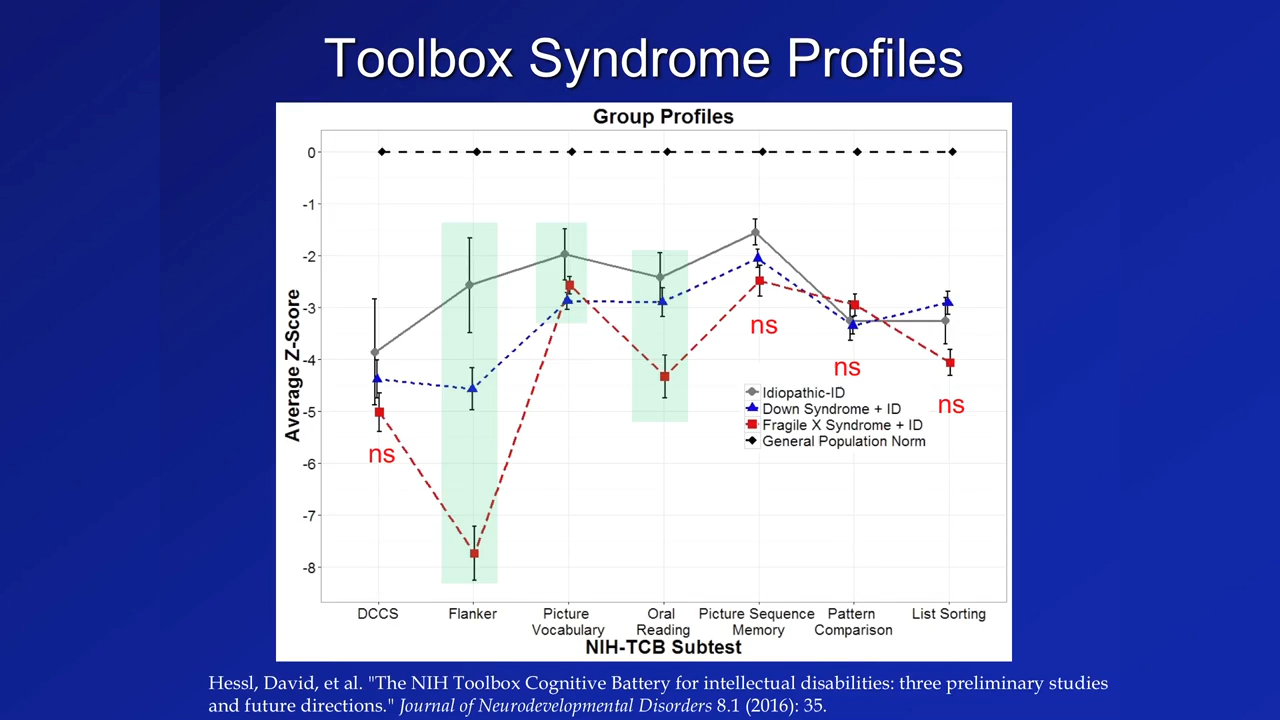 Toolbox Syndrome Profiles
Group Profiles
0
-1
-2
-3
-4
-5
-6
-7
-8
Average Z-Score
ns
ns
ns
ns
Idiopathic-ID
Down Syndrome + ID
Fragile X Syndrome + ID
General Population Norm
DCCS
Flanker
Picture
Vocabulary
Oral
Reading
Picture Sequence
Memory
Pattern
Comparison
List Sorting
NIH-TCB Subtest
Hessl, David, et al. "The NIH Toolbox Cognitive Battery for intellectual disabilities: three preliminary studies
and future directions." Journal of Neurodevelopmental Disorders 8.1 (2016): 35.